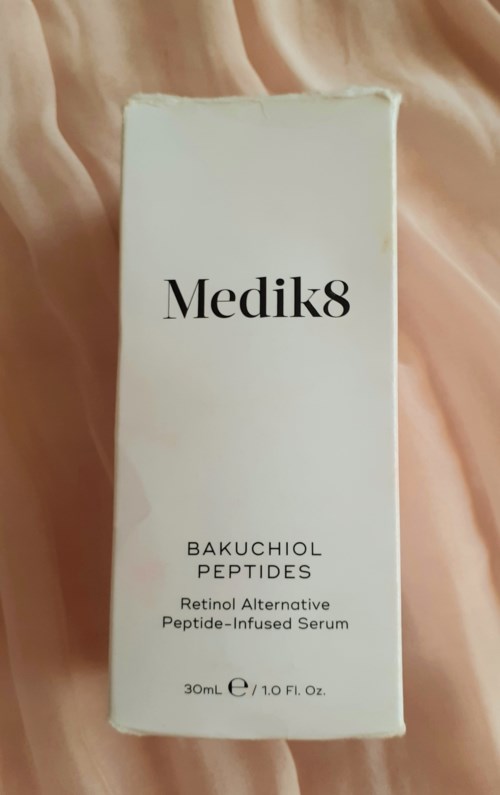 Medik8
BAKUCHIOL
PEPTIDES
Retinol Alternative
Peptide-Infused Serum
30mL ℮ / 1.0 Fl. Oz.